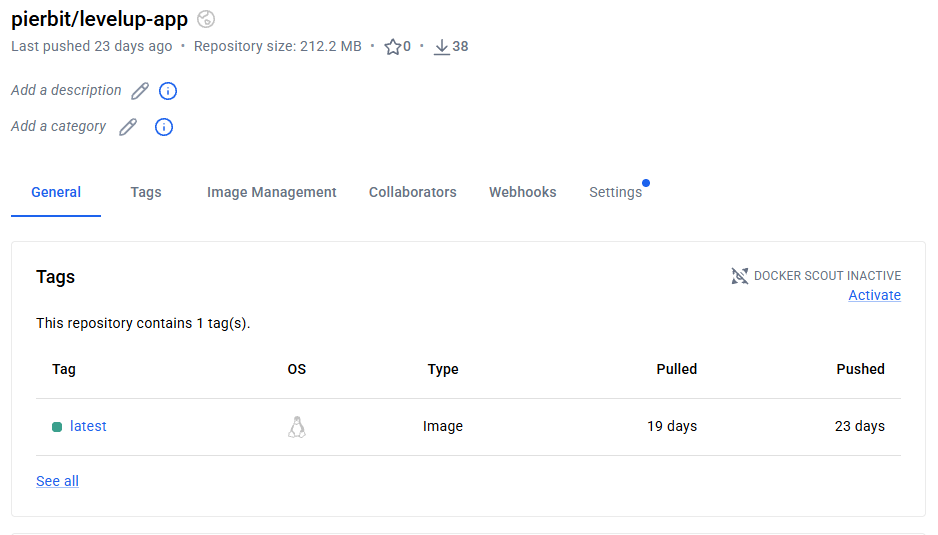 pierbit/levelup-app
Last pushed 23 days ago • Repository size: 212.2 MB • 0 • 38
Add a description
Add a category
General Tags Image Management Collaborators Webhooks Settings
Tags
DOCKER SCOUT INACTIVE
Activate
This repository contains 1 tag(s).
Tag OS Type Pulled Pushed
latest Image 19 days 23 days
See all